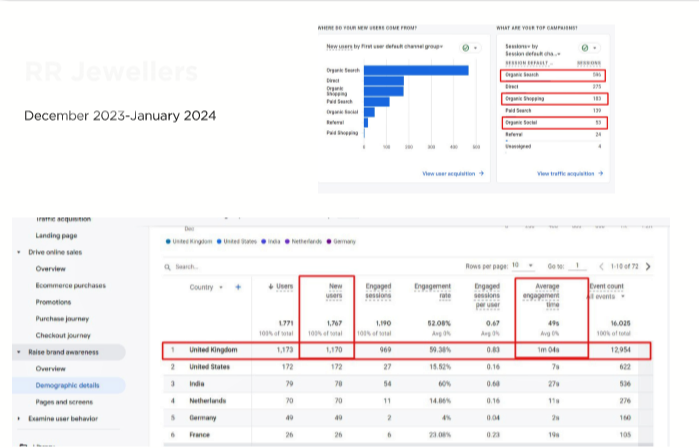 WHERE DO YOUR NEW USERS COME FROM?
WHAT ARE YOUR TOP CAMPAIGNS?
New users by First user default channel group
Sessions by
Session default cha...
SESSION DEFAULT ... SESSIONS
Organic Search
Direct
Organic Shopping
Paid Search
Organic Social
Referral
Paid Shopping
0 100 200 300 400 500
View user acquisition
Organic Search
Direct 275
Organic Shopping 183
Paid Search 139
Organic Social 53
Referral 24
Unassigned 4
View traffic acquisition
RR Jewellers
December 2023-January 2024
Traffic acquisition
Landing page
Drive online sales
Overview
Ecommerce purchases
Promotions
Purchase journey
Checkout journey
Raise brand awareness
Overview
Demographic details
Pages and screens
Examine user behavior
Dec
United Kingdom United States India Netherlands Germany
Search... Rows per page: 10 Go to: 1 1-10 of 72
Country + Users New users Engaged sessions Engagement rate Engaged sessions per user Average engagement time Event count
All events
1,771 1,767 1,190 52.08% 0.67 49s 16,025
100% of total 100% of total 100% of total Avg 0% Avg 0% Avg 0% 100% of total
1 United Kingdom 1,173 1,170 969 59.38% 0.83 1m 04s 12,954
2 United States 172 172 27 15.52% 0.16 7s 622
3 India 79 78 54 60% 0.68 27s 536
4 Netherlands 70 70 11 14.86% 0.16 11s 276
5 Germany 49 49 2 4% 0.04 2s 160
6 France 26 26 6 23.08% 0.23 19s 105